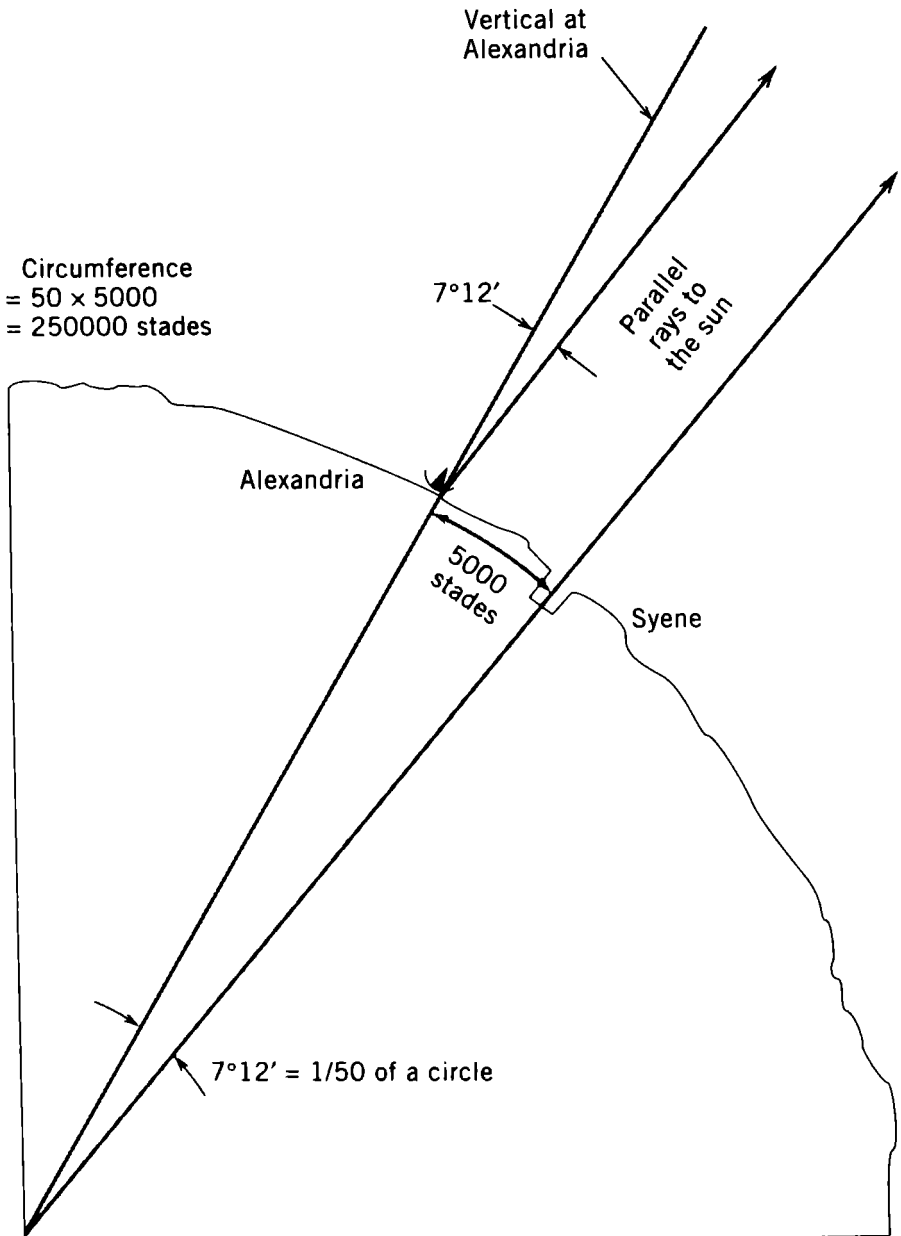 Vertical at
Alexandria
Circumference
= 50 × 5000
= 250000 stades
7°12′
Parallel
rays to
the sun
Alexandria
5000
stades
Syene
7°12′ = 1/50 of a circle